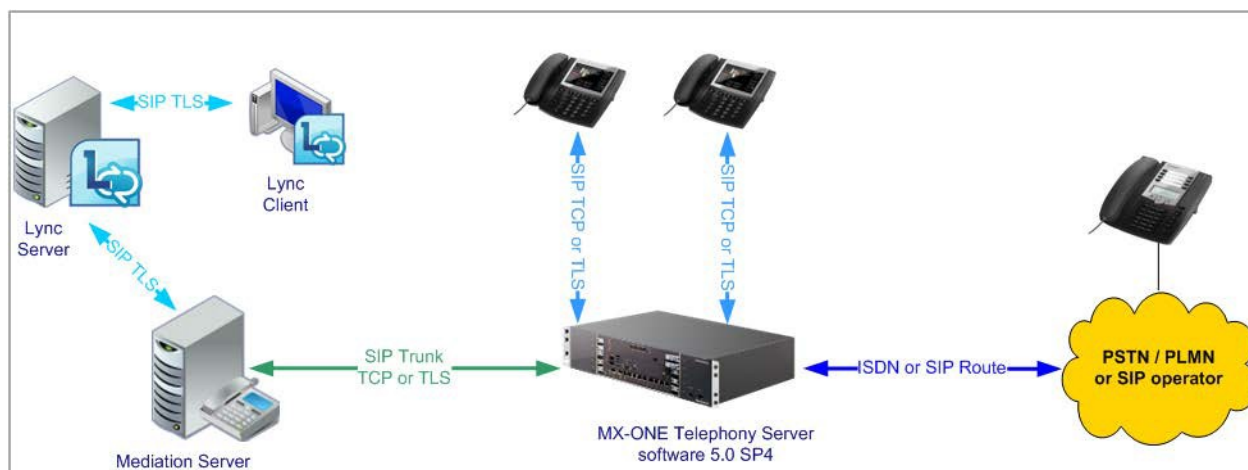 SIP TLS
Lync
Client
Lync
Server
SIP TLS
Mediation Server
SIP Trunk
TCP or TLS
SIP TCP or TLS
SIP TCP or TLS
MX-ONE Telephony Server
software 5.0 SP4
ISDN or SIP Route
PSTN / PLMN
or SIP operator